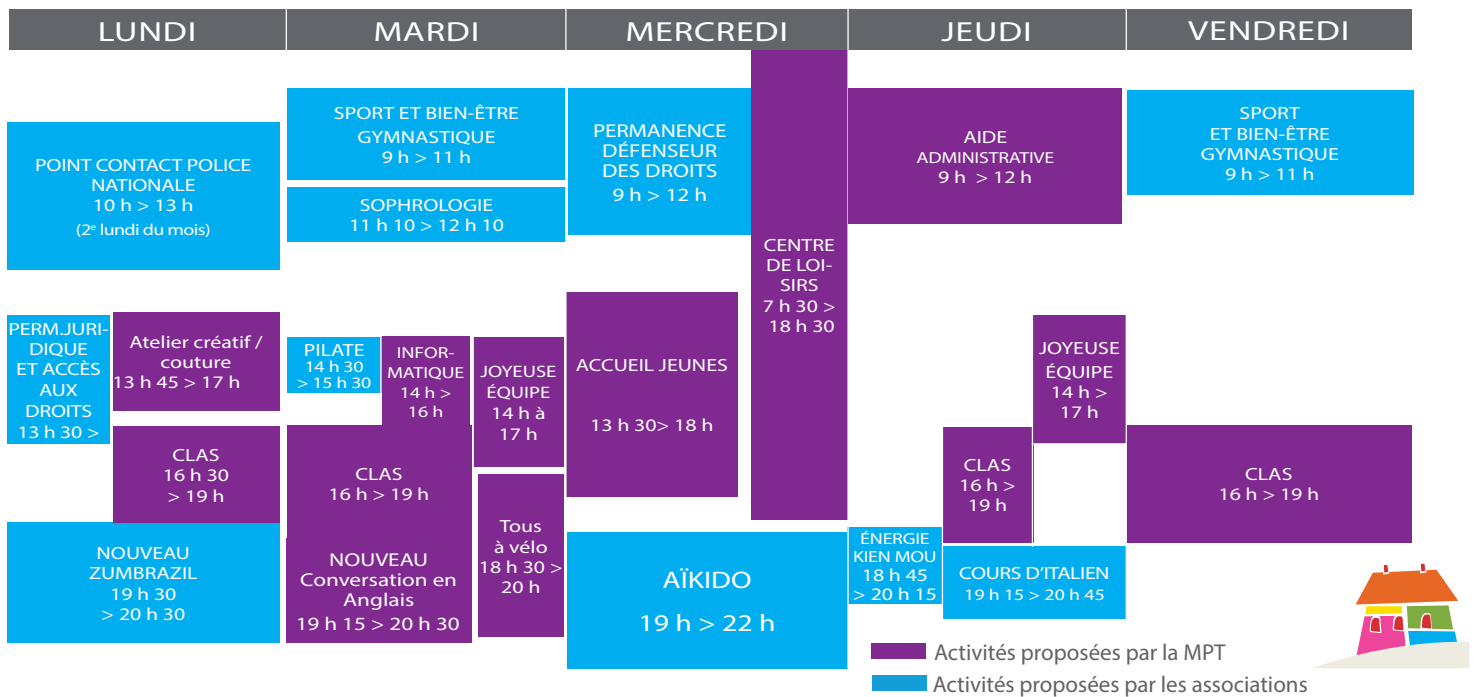 LUNDI
MARDI
MERCREDI
JEUDI
VENDREDI
POINT CONTACT POLICE
NATIONALE
10 h > 13 h
(2e lundi du mois)
PERM.JURI-
DIQUE
ET ACCÈS
AUX
DROITS
13 h 30 >
Atelier créatif /
couture
13 h 45 > 17 h
CLAS
16 h 30
> 19 h
NOUVEAU
ZUMBRAZIL
19 h 30
> 20 h 30
SPORT ET BIEN-ÊTRE
GYMNASTIQUE
9 h > 11 h
SOPHROLOGIE
11 h 10 > 12 h 10
PILATE
14 h 30
> 15 h 30
INFOR-
MATIQUE
14 h >
16 h
JOYEUSE
ÉQUIPE
14 h à
17 h
CLAS
16 h > 19 h
NOUVEAU
Conversation en
Anglais
19 h 15 > 20 h 30
Tous
à vélo
18 h 30 >
20 h
PERMANENCE
DÉFENSEUR
DES DROITS
9 h > 12 h
CENTRE
DE LOI-
SIRS
7 h 30 >
18 h 30
ACCUEIL JEUNES
13 h 30> 18 h
AÏKIDO
19 h > 22 h
AIDE
ADMINISTRATIVE
9 h > 12 h
JOYEUSE
ÉQUIPE
14 h >
17 h
CLAS
16 h >
19 h
ÉNERGIE
KIEN MOU
18 h 45
> 20 h 15
COURS D'ITALIEN
19 h 15 > 20 h 45
SPORT
ET BIEN-ÊTRE
GYMNASTIQUE
9 h > 11 h
CLAS
16 h > 19 h
Activités proposées par la MPT
Activités proposées par les associations